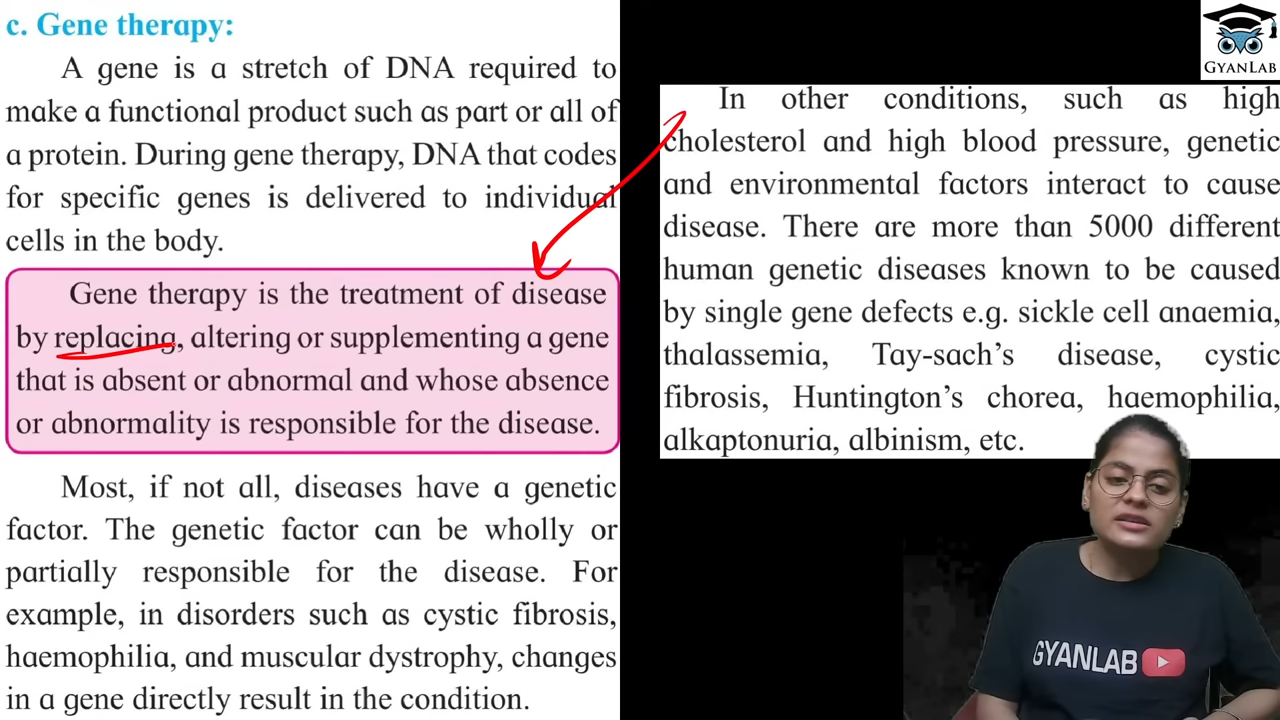 c. Gene therapy:
A gene is a stretch of DNA required to
make a functional product such as part or all of
a protein. During gene therapy, DNA that codes
for specific genes is delivered to individual
cells in the body.
Gene therapy is the treatment of disease
by replacing, altering or supplementing a gene
that is absent or abnormal and whose absence
or abnormality is responsible for the disease.
Most, if not all, diseases have a genetic
factor. The genetic factor can be wholly or
partially responsible for the disease. For
example, in disorders such as cystic fibrosis,
haemophilia, and muscular dystrophy, changes
in a gene directly result in the condition.
GYANLAB
In other conditions, such as high
cholesterol and high blood pressure, genetic
and environmental factors interact to cause
disease. There are more than 5000 different
human genetic diseases known to be caused
by single gene defects e.g. sickle cell anaemia,
thalassemia, Tay-sach's disease, cystic
fibrosis, Huntington's chorea, haemophilia,
alkaptonuria, albinism, etc.
GYANLAB